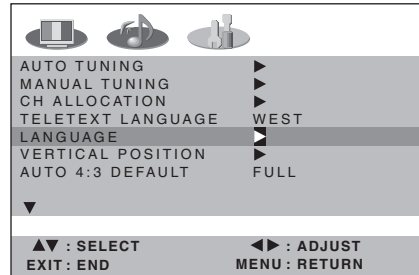 AUTO TUNING ▶
MANUAL TUNING ▶
CH ALLOCATION ▶
TELETEXT LANGUAGE WEST
LANGUAGE ▶
VERTICAL POSITION ▶
AUTO 4:3 DEFAULT FULL
▼
▲▼ : SELECT ◀▶ : ADJUST
EXIT : END MENU : RETURN